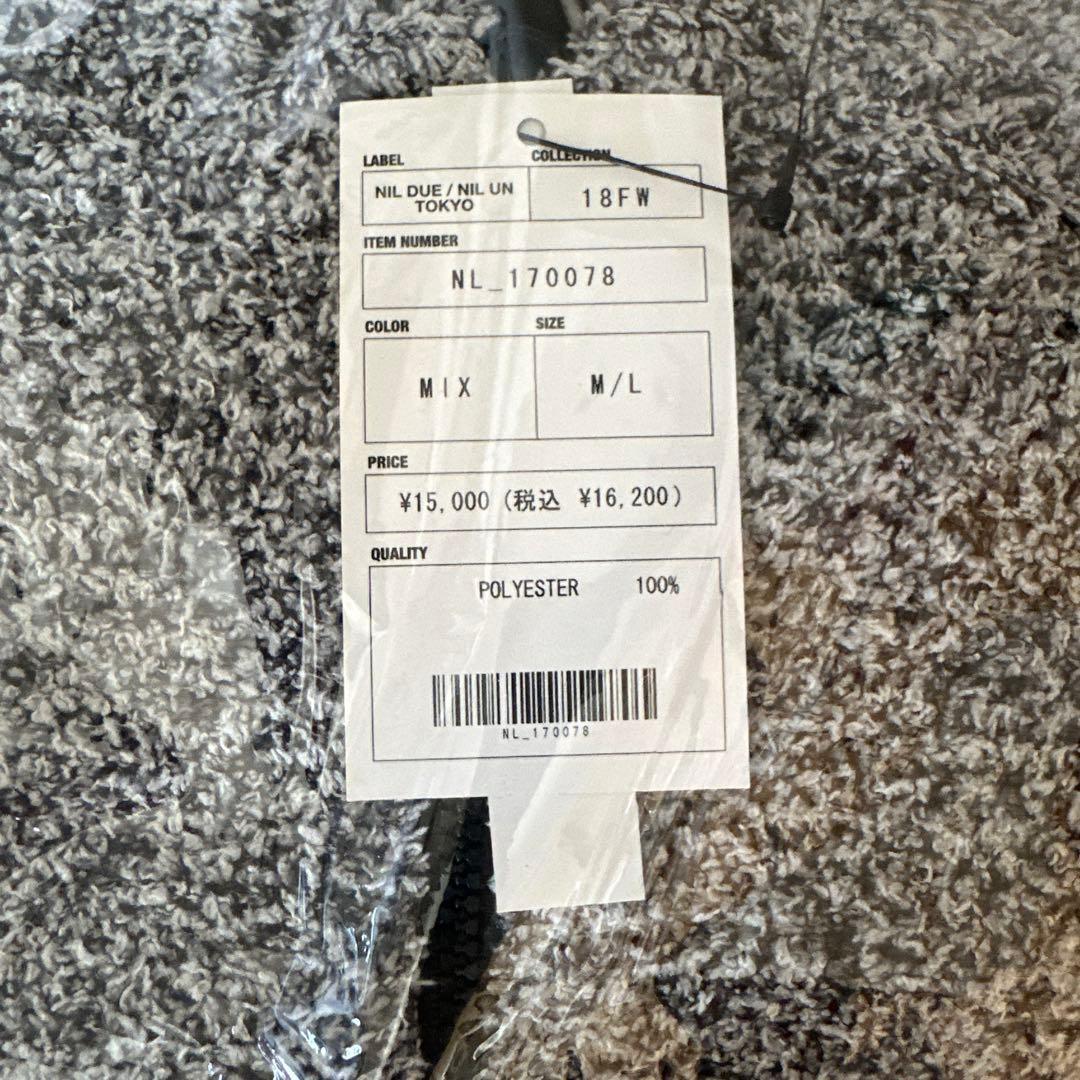 LABEL
COLLECTION
NIL DUE / NIL UN
TOKYO
18FW
ITEM NUMBER
NL_170078
COLOR
SIZE
MIX
M/L
PRICE
¥15,000 (税込 ¥16,200)
QUALITY
POLYESTER 100%
NL_170078